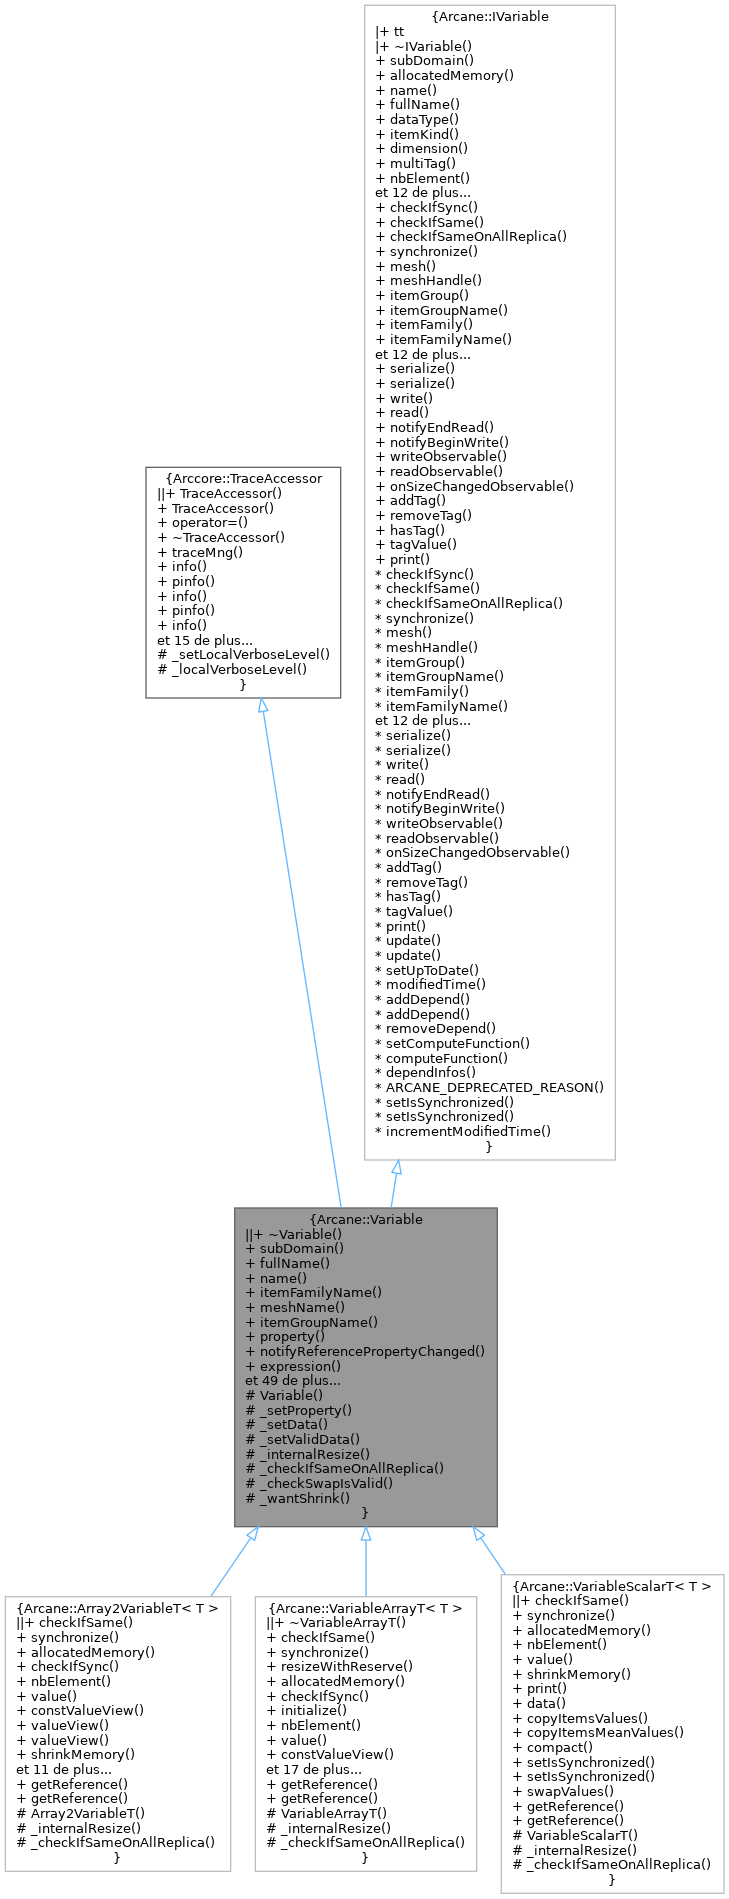 {Arcane::IVariable
|+ tt
|+ ~IVariable()
+ subDomain()
+ allocatedMemory()
+ name()
+ fullName()
+ dataType()
+ itemKind()
+ dimension()
+ multiTag()
+ nbElement()
et 12 de plus...
+ checkIfSync()
+ checkIfSame()
+ checkIfSameOnAllReplica()
+ synchronize()
+ mesh()
+ meshHandle()
+ itemGroup()
+ itemGroupName()
+ itemFamily()
+ itemFamilyName()
et 12 de plus...
+ serialize()
+ serialize()
+ write()
+ read()
+ notifyEndRead()
+ notifyBeginWrite()
+ writeObservable()
+ readObservable()
+ onSizeChangedObservable()
+ addTag()
+ removeTag()
+ hasTag()
+ tagValue()
+ print()
* checkIfSync()
* checkIfSame()
* checkIfSameOnAllReplica()
* synchronize()
* mesh()
* meshHandle()
* itemGroup()
* itemGroupName()
* itemFamily()
* itemFamilyName()
et 12 de plus...
* serialize()
* serialize()
* write()
* read()
* notifyEndRead()
* notifyBeginWrite()
* writeObservable()
* readObservable()
* onSizeChangedObservable()
* addTag()
* removeTag()
* hasTag()
* tagValue()
* print()
* update()
* update()
* setUpToDate()
* modifiedTime()
* addDepend()
* addDepend()
* removeDepend()
* setComputeFunction()
* computeFunction()
* dependInfos()
* ARCANE_DEPRECATED_REASON()
* setIsSynchronized()
* setIsSynchronized()
* incrementModifiedTime()
}
{Arccore::TraceAccessor
||+ TraceAccessor()
+ TraceAccessor()
+ operator=()
+ ~TraceAccessor()
+ traceMng()
+ info()
+ pinfo()
+ info()
+ pinfo()
+ info()
et 15 de plus...
# _setLocalVerboseLevel()
# _localVerboseLevel()
}
{Arcane::Variable
||+ ~Variable()
+ subDomain()
+ fullName()
+ name()
+ itemFamilyName()
+ meshName()
+ itemGroupName()
+ property()
+ notifyReferencePropertyChanged()
+ expression()
et 49 de plus...
# Variable()
# _setProperty()
# _setData()
# _setValidData()
# _internalResize()
# _checkIfSameOnAllReplica()
# _checkSwapIsValid()
# _wantShrink()
}
{Arcane::Array2VariableT< T >
||+ checkIfSame()
+ synchronize()
+ allocatedMemory()
+ checkIfSync()
+ nbElement()
+ value()
+ constValueView()
+ valueView()
+ valueView()
+ shrinkMemory()
et 11 de plus...
+ getReference()
+ getReference()
# Array2VariableT()
# _internalResize()
# _checkIfSameOnAllReplica()
}
{Arcane::VariableArrayT< T >
||+ ~VariableArrayT()
+ checkIfSame()
+ synchronize()
+ resizeWithReserve()
+ allocatedMemory()
+ checkIfSync()
+ initialize()
+ nbElement()
+ value()
+ constValueView()
et 17 de plus...
+ getReference()
+ getReference()
# VariableArrayT()
# _internalResize()
# _checkIfSameOnAllReplica()
}
{Arcane::VariableScalarT< T >
||+ checkIfSame()
+ synchronize()
+ allocatedMemory()
+ nbElement()
+ value()
+ shrinkMemory()
+ print()
+ data()
+ copyItemsValues()
+ copyItemsMeanValues()
+ compact()
+ setIsSynchronized()
+ setIsSynchronized()
+ swapValues()
+ getReference()
+ getReference()
# VariableScalarT()
# _internalResize()
# _checkIfSameOnAllReplica()
}